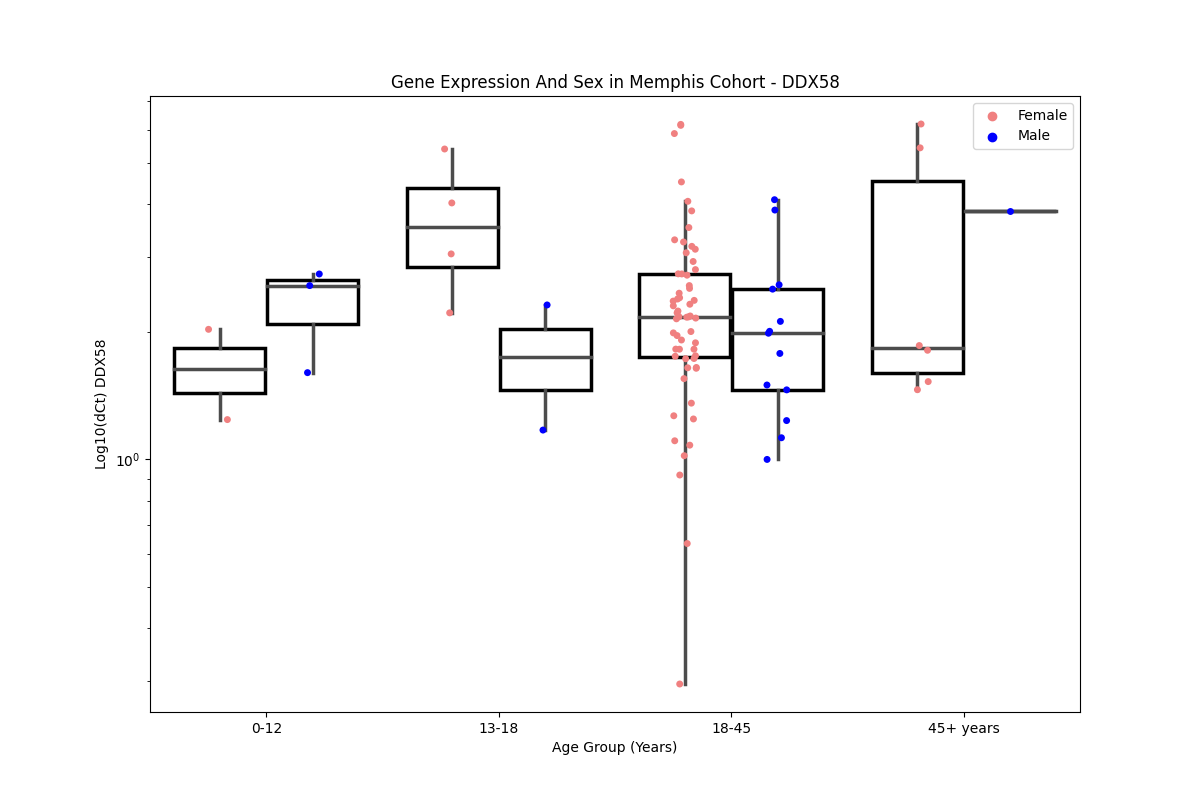 Gene Expression And Sex in Memphis Cohort - DDX58
Female
Male
Log10(dCt) DDX58
10⁰
0-12
13-18
18-45
45+ years
Age Group (Years)